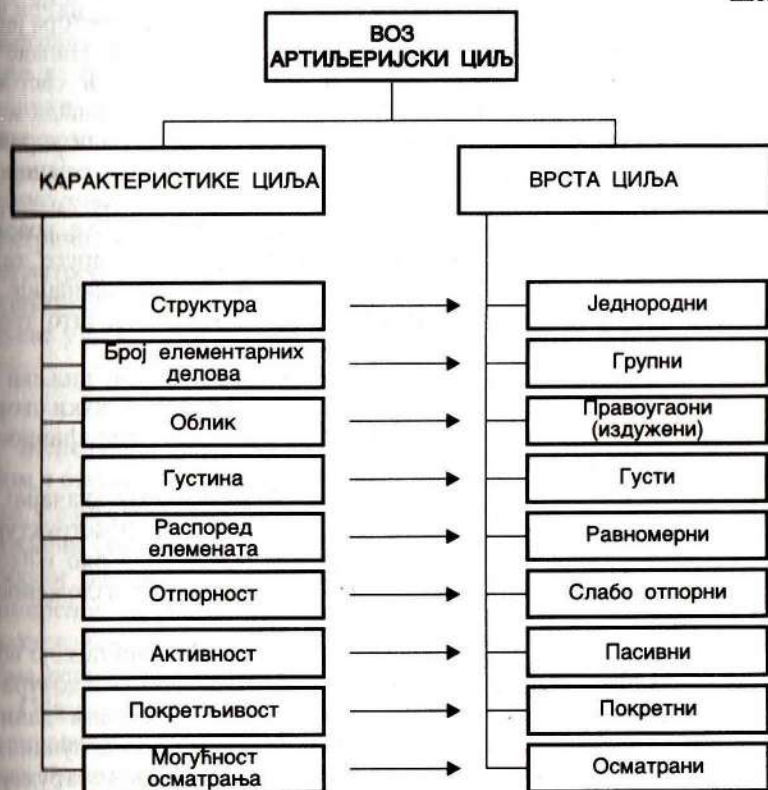 ВОЗ
АРТИЉЕРИЈСКИ ЦИЉ
КАРАКТЕРИСТИКЕ ЦИЉА
ВРСТА ЦИЉА
Структура
Једнородни
Број елементарних
делова
Групни
Облик
Правоугаони
(издужени)
Густина
Густи
Распоред
елемената
Равномерни
Отпорност
Слабо отпорни
Активност
Пасивни
Покретљивост
Покретни
Могућност
осматрања
Осматрани